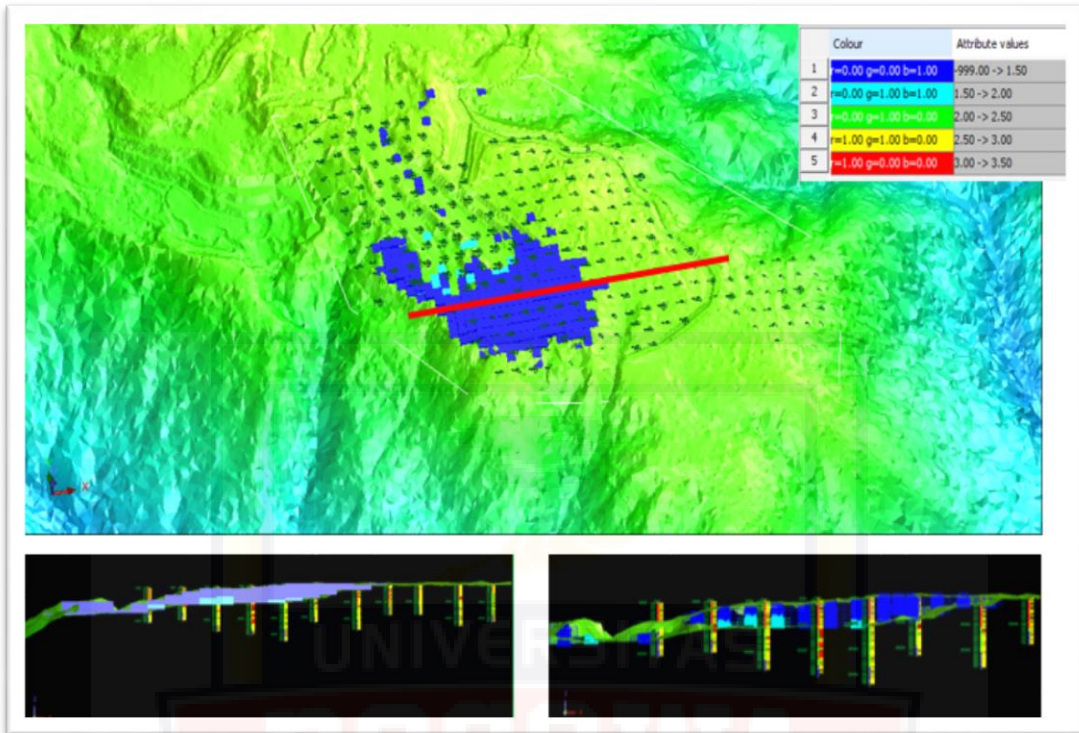 Colour Attribute values
1 r=0.00 g=0.00 b=1.00 -999.00 -> 1.50
2 r=0.00 g=1.00 b=1.00 1.50 -> 2.00
3 r=0.00 g=1.00 b=0.00 2.00 -> 2.50
4 r=1.00 g=1.00 b=0.00 2.50 -> 3.00
5 r=1.00 g=0.00 b=0.00 3.00 -> 3.50
X
UNIVERSITAS